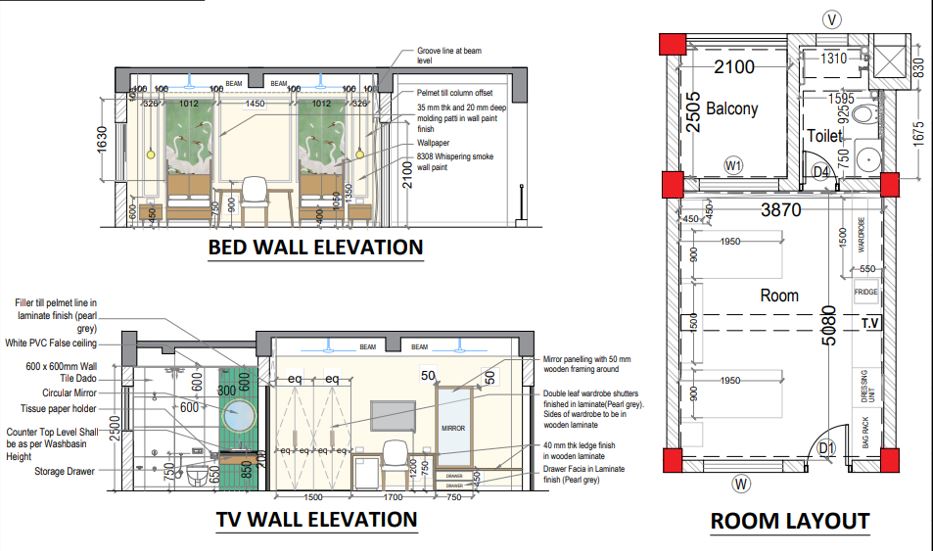 Groove line at beam
level
BEAM
BEAM
100
100
100
100
100
100
326
1012
1450
1012
326
Pelmet till column offset
35 mm thk and 20 mm deep
molding patti in wall paint
finish
Wallpaper
8308 Whispering smoke
wall paint
1630
2100
600
450
750
900
400
1050
1350
BED WALL ELEVATION
Filler till pelmet line in
laminate finish (pearl
grey)
White PVC False ceiling
600 x 600mm Wall
Tile Dado
Circular Mirror
Tissue paper holder
Counter Top Level Shall
be as per Washbasin
Height
Storage Drawer
2500
600
600
300
600
750
650
850
BEAM
BEAM
eq
eq
eq
eq
eq
eq
50
50
MIRROR
1200
750
DRAWER
DRAWER
450
1500
1700
750
Mirror panelling with 50 mm
wooden framing around
Double leaf wardrobe shutters
finished in laminate(Pearl grey).
Sides of wardrobe to be in
wooden laminate
40 mm thk ledge finish
in wooden laminate
Drawer Facia in Laminate
finish (Pearl grey)
TV WALL ELEVATION
V
2100
1310
830
2505
Balcony
1595
925
Toilet
1675
750
W1
D4
3870
450
450
1950
900
1500
WARDROBE
550
FRIDGE
Room
5080
T.V
1500
1950
900
DRESSING
UNIT
BAG RACK
D1
W
ROOM LAYOUT